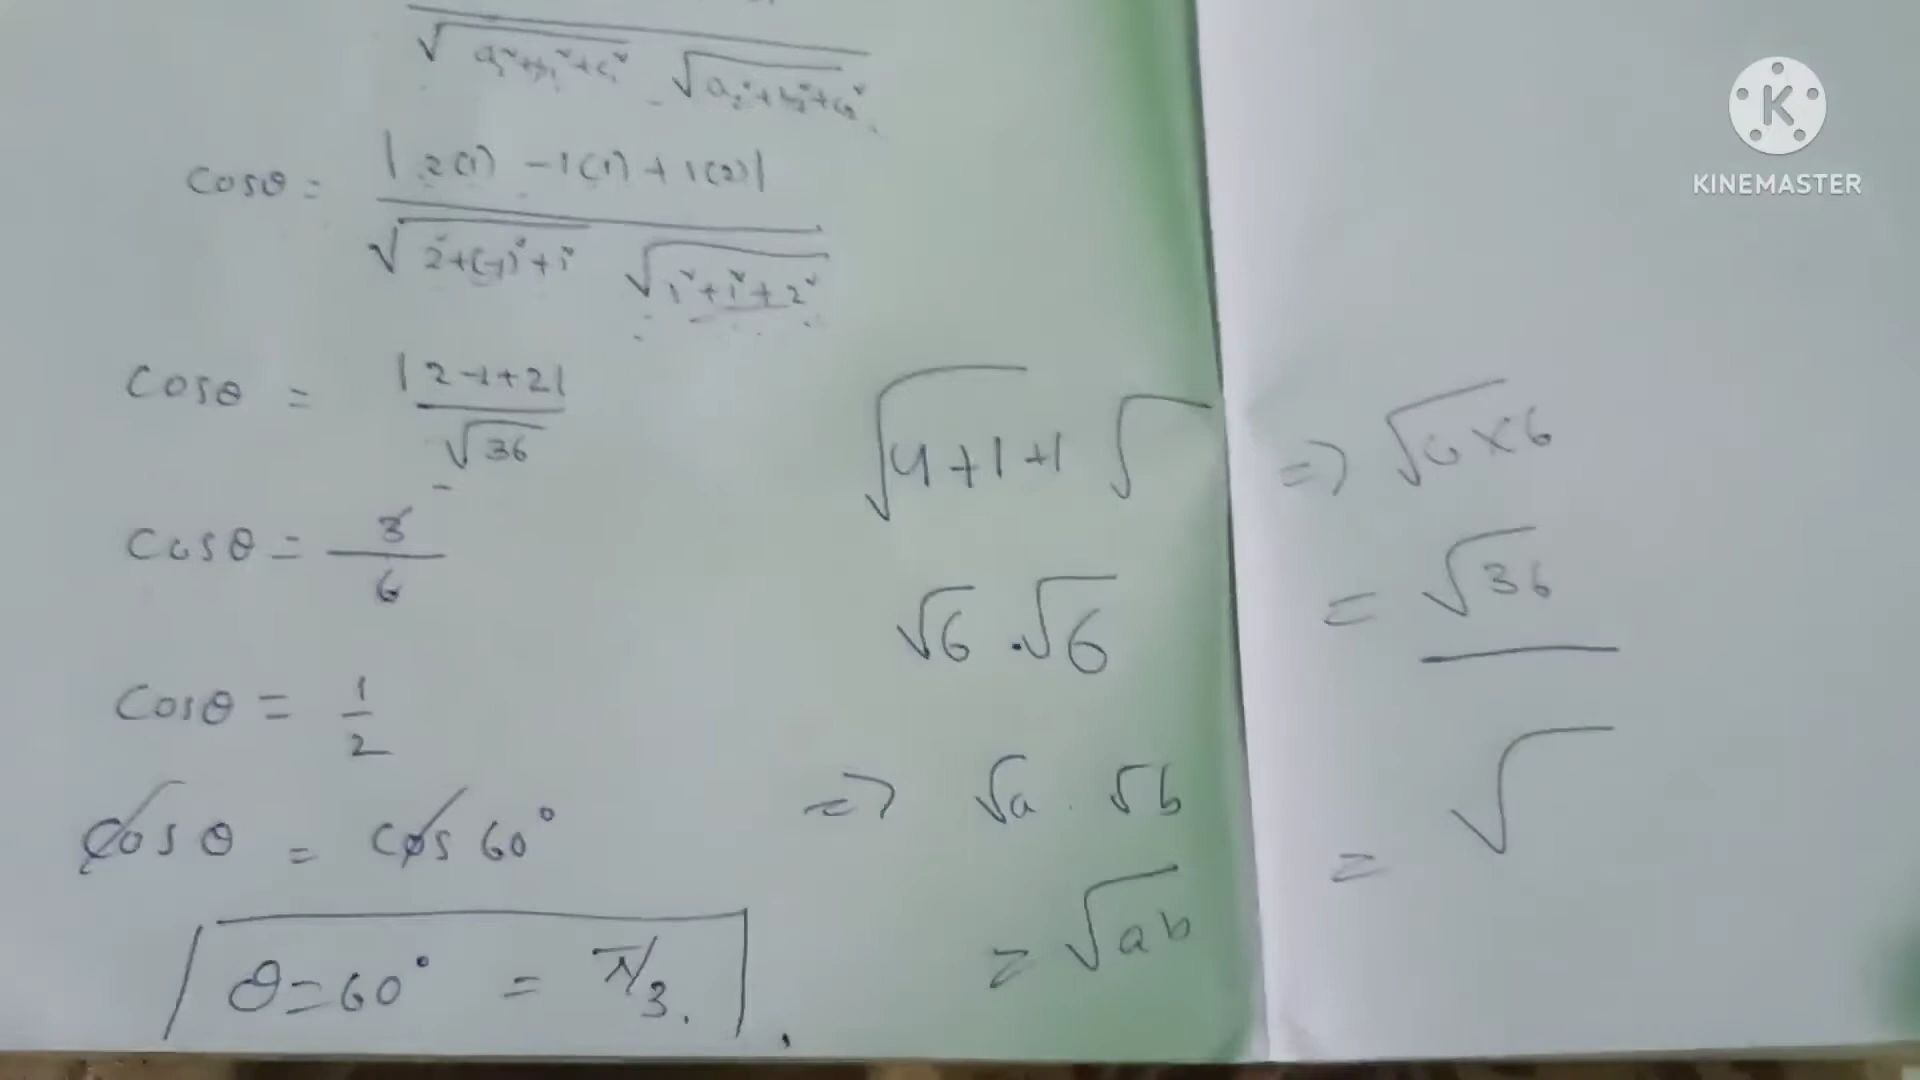 √a₁²+b₁²+c₁² √a₂²+b₂²+c₂²
cosθ = |2(1) -1(1) + 1(2)|
√2²+(-1)²+1² √1²+1²+2²
cosθ = |2-1+2|
√36
cosθ = 3
6
cosθ = 1
2
cosθ = cos 60°
θ=60° = π/3.
√4+1+1 √
√6 . √6
=> √a . √b
= √ab
=> √6×6
= √36
= √
K
KINEMASTER